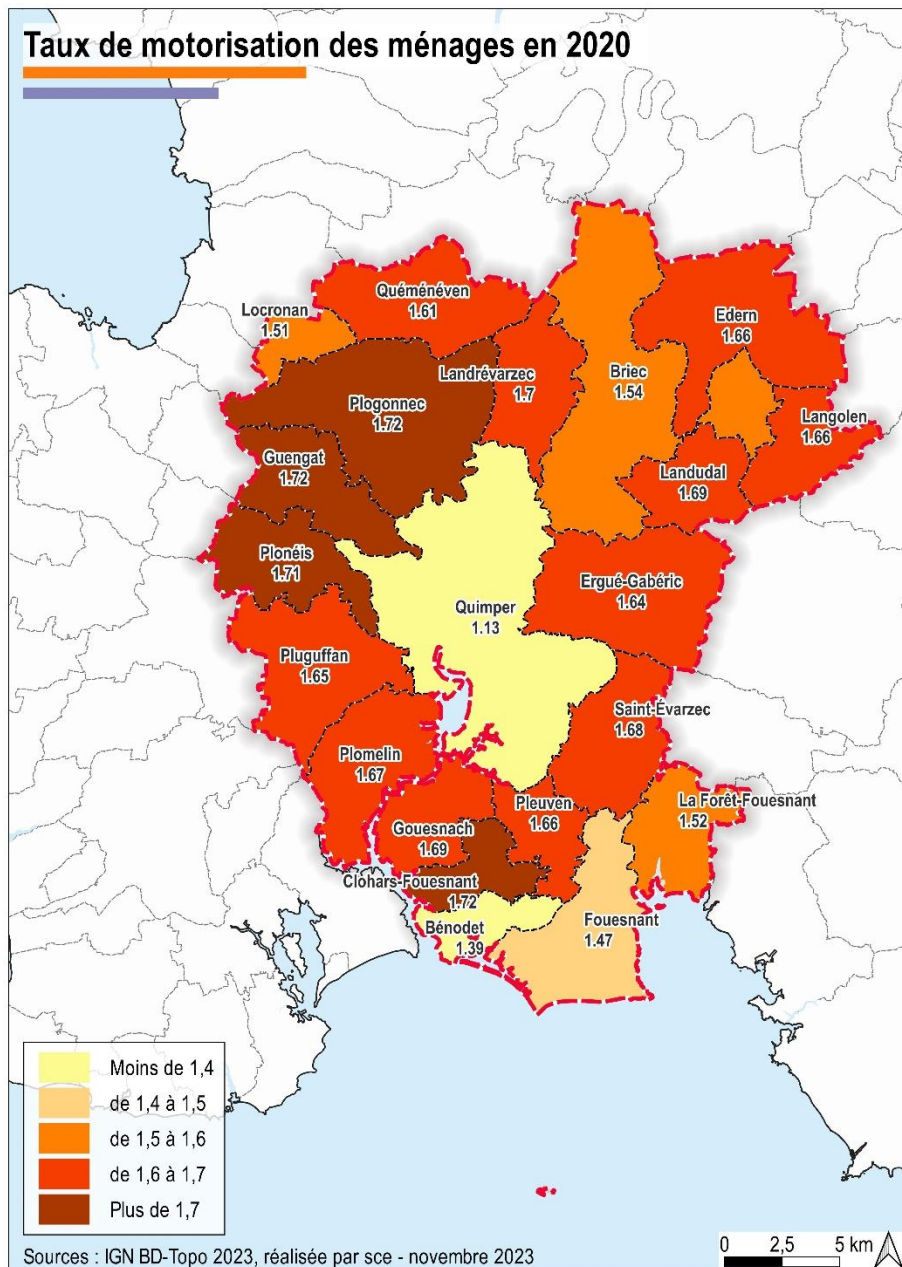 Taux de motorisation des ménages en 2020
Quéménéven
1.61
Locronan
1.51
Edern
1.66
Landrévarzec
1.7
Briec
1.54
Plogonnec
1.72
Langolen
1.66
Guengat
1.72
Landudal
1.69
Plonéis
1.71
Ergué-Gabéric
1.64
Quimper
1.13
Pluguffan
1.65
Saint-Évarzec
1.68
Plomelin
1.67
La Forêt-Fouesnant
1.52
Pleuven
1.66
Gouesnach
1.69
Clohars-Fouesnant
1.72
Bénodet
1.39
Fouesnant
1.47
Moins de 1,4
de 1,4 à 1,5
de 1,5 à 1,6
de 1,6 à 1,7
Plus de 1,7
Sources : IGN BD-Topo 2023, réalisée par sce - novembre 2023
0 2,5 5 km